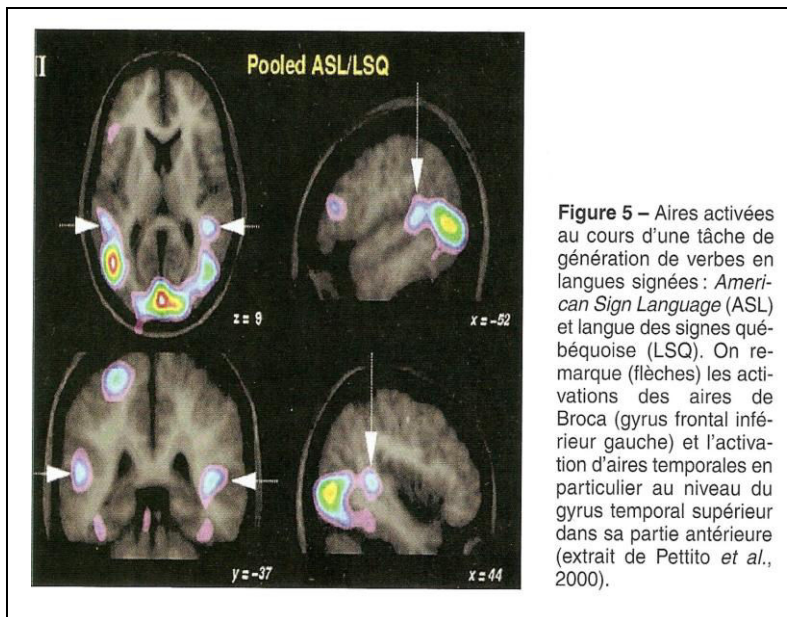 II
Pooled ASL/LSQ
z = 9
x = -52
y = -37
x = 44
Figure 5 – Aires activées
au cours d'une tâche de
génération de verbes en
langues signées : Ameri-
can Sign Language (ASL)
et langue des signes qué-
béquoise (LSQ). On re-
marque (flèches) les acti-
vations des aires de
Broca (gyrus frontal infé-
rieur gauche) et l'activa-
tion d'aires temporales en
particulier au niveau du
gyrus temporal supérieur
dans sa partie antérieure
(extrait de Pettito et al.,
2000).